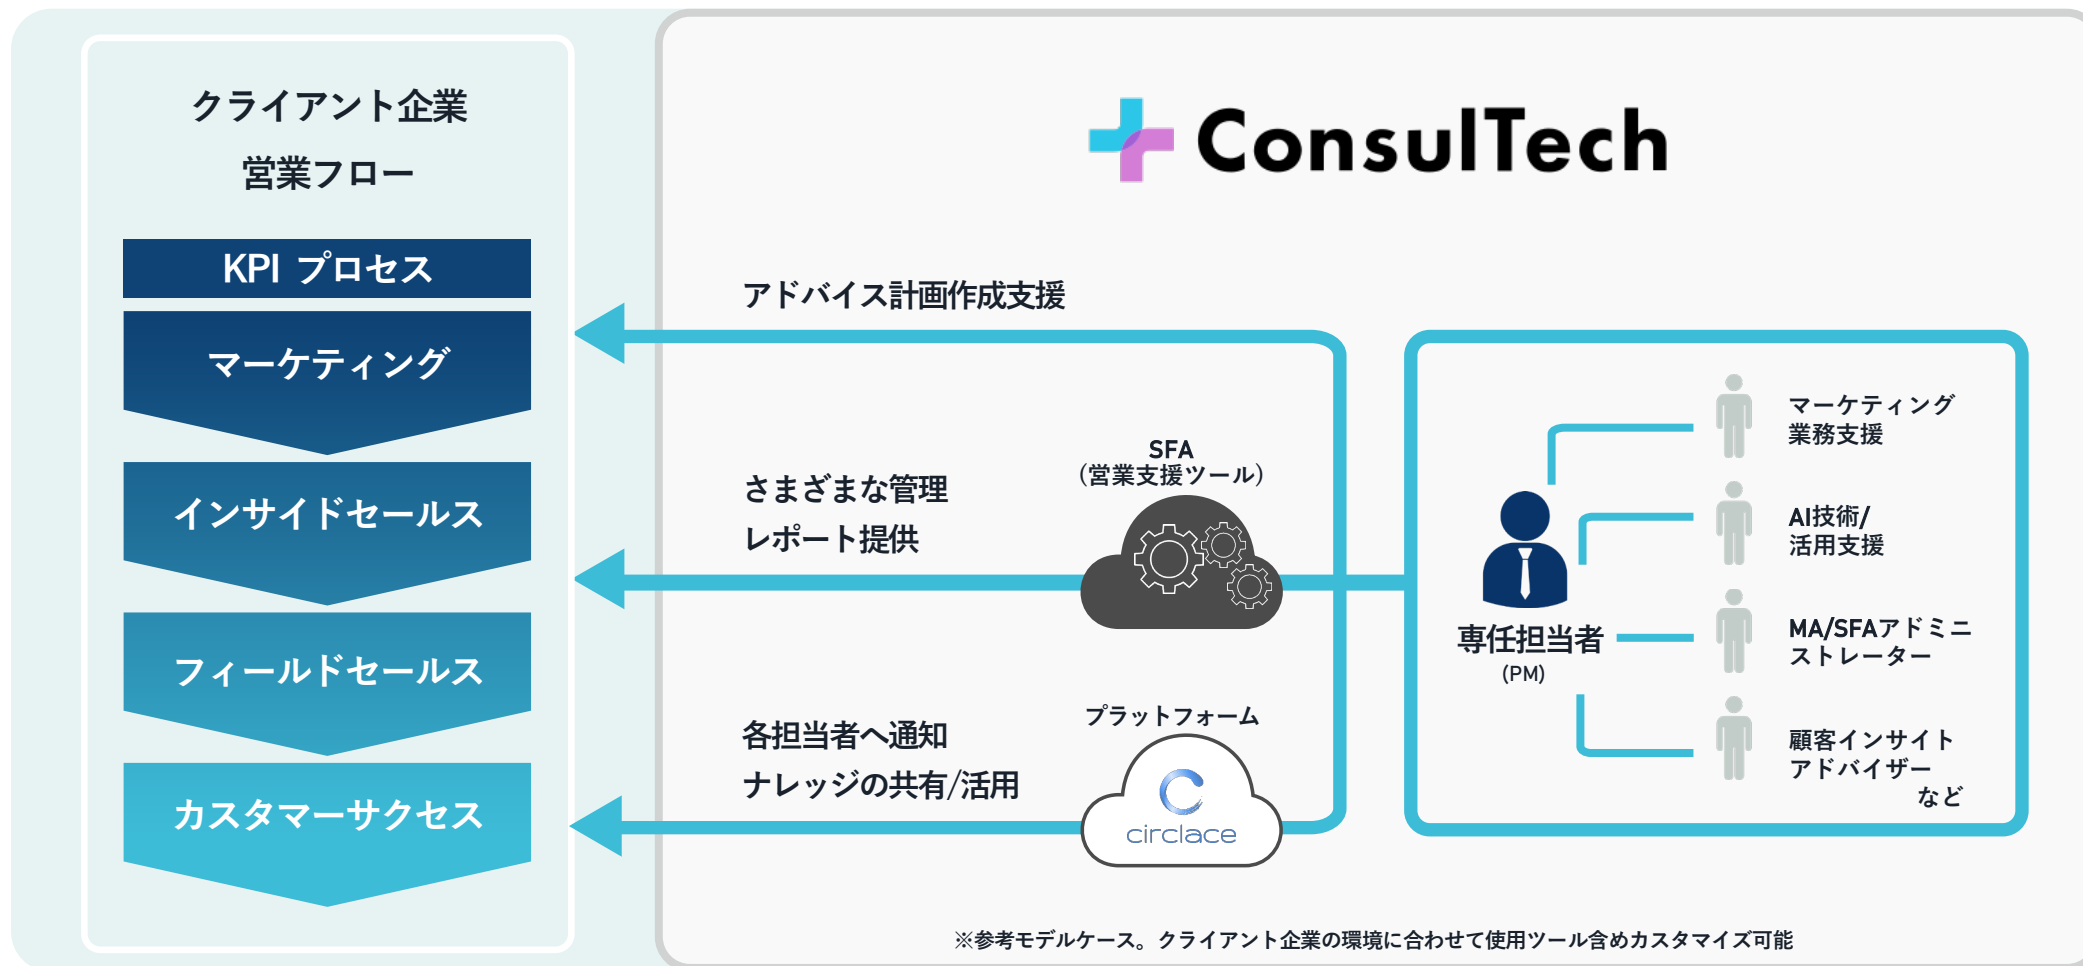 クライアント企業
営業フロー
KPI プロセス
マーケティング
インサイドセールス
フィールドセールス
カスタマーサクセス
ConsulTech
アドバイス計画作成支援
さまざまな管理
レポート提供
SFA
(営業支援ツール)
各担当者へ通知
ナレッジの共有/活用
プラットフォーム
circlace
専任担当者
(PM)
マーケティング
業務支援
AI技術/
活用支援
MA/SFAアドミニ
ストレーター
顧客インサイト
アドバイザー
など
※参考モデルケース。クライアント企業の環境に合わせて使用ツール含めカスタマイズ可能